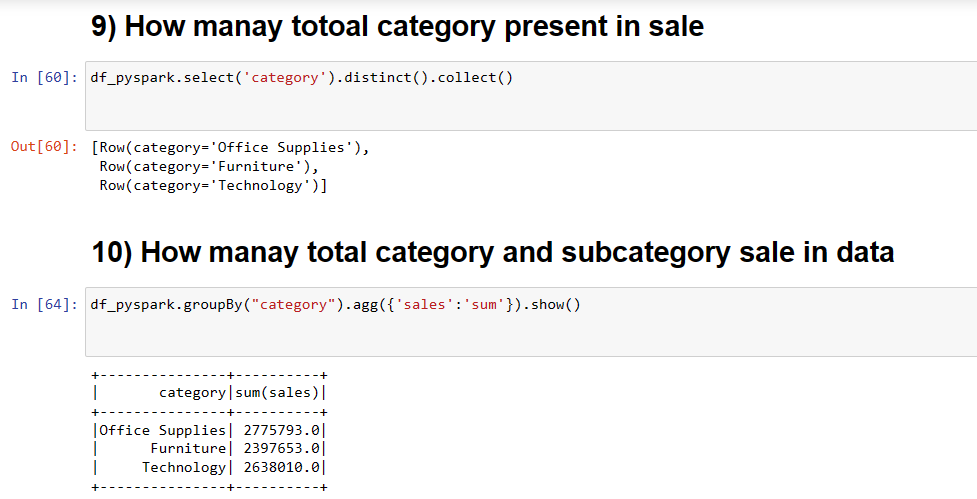 9) How manay totoal category present in sale
In [60]: df_pyspark.select('category').distinct().collect()
Out[60]: [Row(category='Office Supplies'),
Row(category='Furniture'),
Row(category='Technology')]
10) How manay total category and subcategory sale in data
In [64]: df_pyspark.groupBy("category").agg({'sales':'sum'}).show()
+---------------+----------+
|       category|sum(sales)|
+---------------+----------+
|Office Supplies| 2775793.0|
|      Furniture| 2397653.0|
|     Technology| 2638010.0|
+---------------+----------+